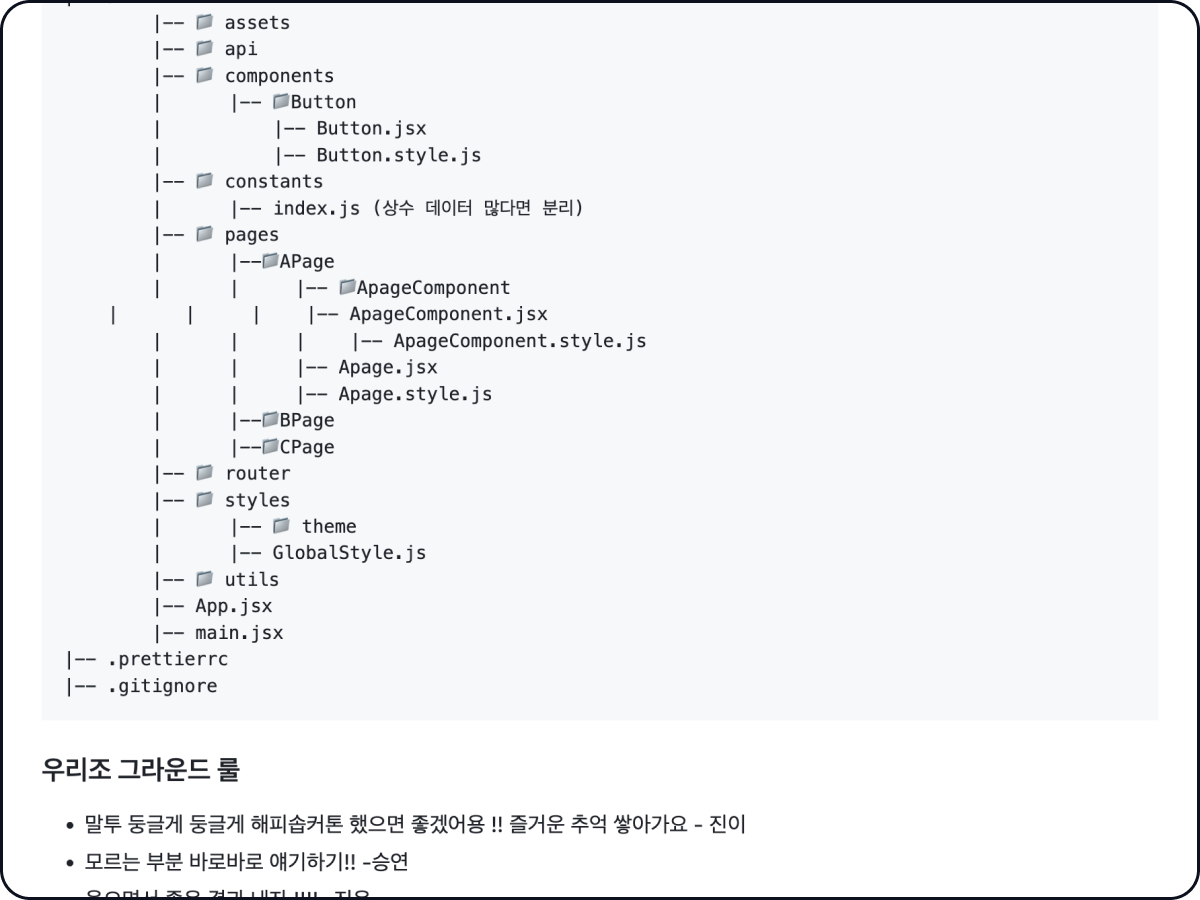 |-- 📁 assets
|-- 📁 api
|-- 📁 components
|      |-- 📁Button
|          |-- Button.jsx
|          |-- Button.style.js
|-- 📁 constants
|      |-- index.js (상수 데이터 많다면 분리)
|-- 📁 pages
|      |--📁APage
|      |     |-- 📁ApageComponent
|      |     |    |-- ApageComponent.jsx
|      |     |    |-- ApageComponent.style.js
|      |     |-- Apage.jsx
|      |     |-- Apage.style.js
|      |--📁BPage
|      |--📁CPage
|-- 📁 router
|-- 📁 styles
|      |-- 📁 theme
|      |-- GlobalStyle.js
|-- 📁 utils
|-- App.jsx
|-- main.jsx
|-- .prettierrc
|-- .gitignore
우리조 그라운드 룰
• 말투 둥글게 둥글게 해피솝커톤 했으면 좋겠어용 !! 즐거운 추억 쌓아가요 - 진이
• 모르는 부분 바로바로 얘기하기!! -승연